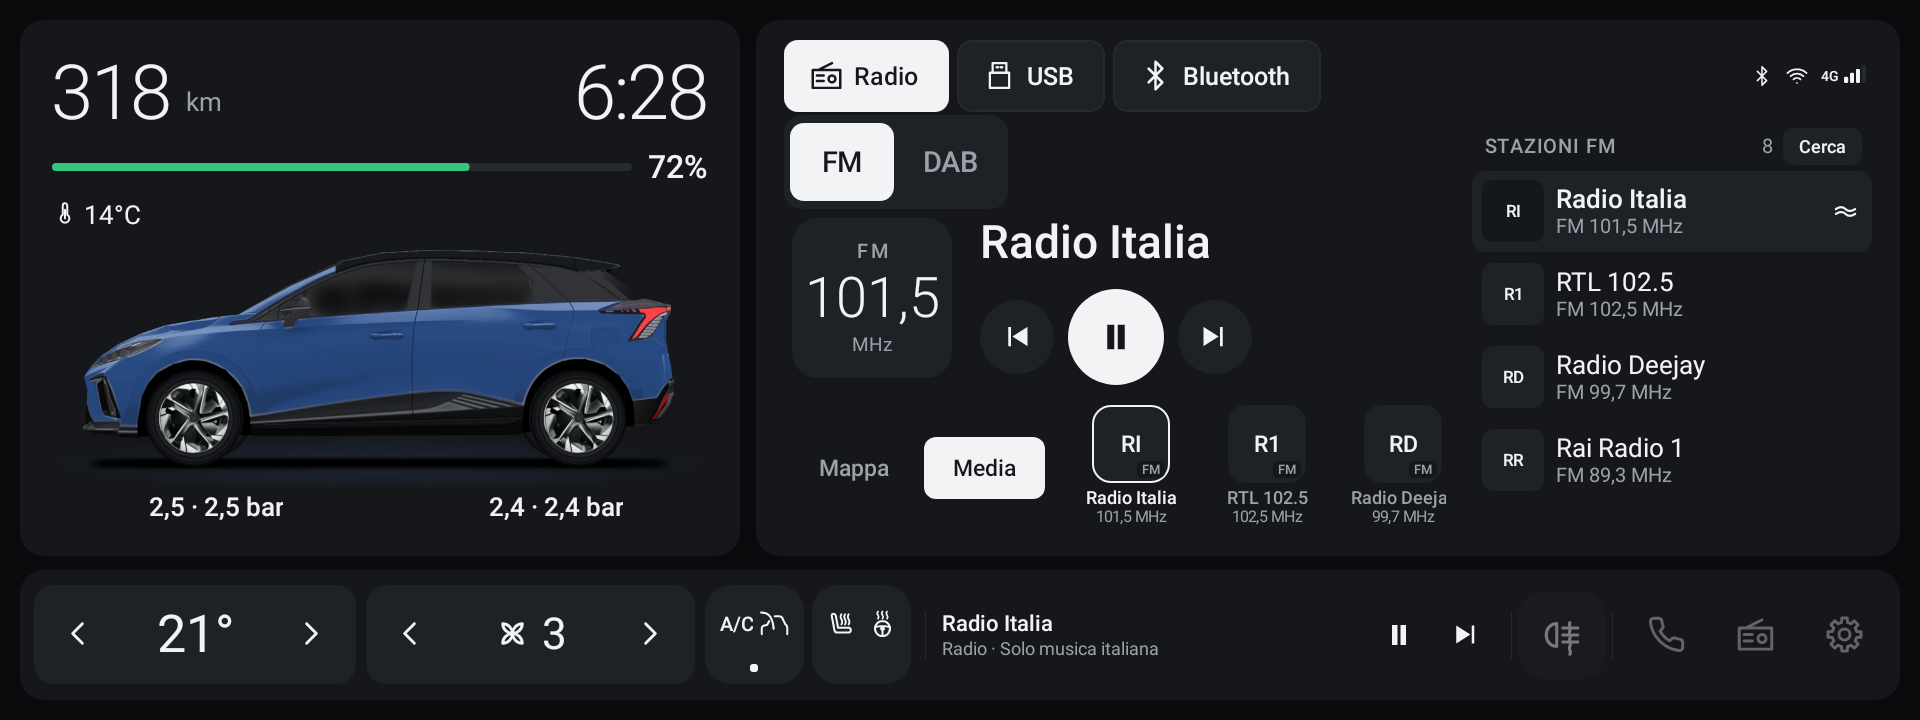 318 km
6:28
72%
14°C
2,5 · 2,5 bar
2,4 · 2,4 bar
Radio
USB
Bluetooth
4G
FM
DAB
FM
101,5
MHz
Radio Italia
Mappa
Media
RI
FM
Radio Italia
101,5 MHz
R1
FM
RTL 102.5
102,5 MHz
RD
FM
Radio Deeja
99,7 MHz
STAZIONI FM
8
Cerca
RI
Radio Italia
FM 101,5 MHz
R1
RTL 102.5
FM 102,5 MHz
RD
Radio Deejay
FM 99,7 MHz
RR
Rai Radio 1
FM 89,3 MHz
21°
3
A/C
Radio Italia
Radio · Solo musica italiana